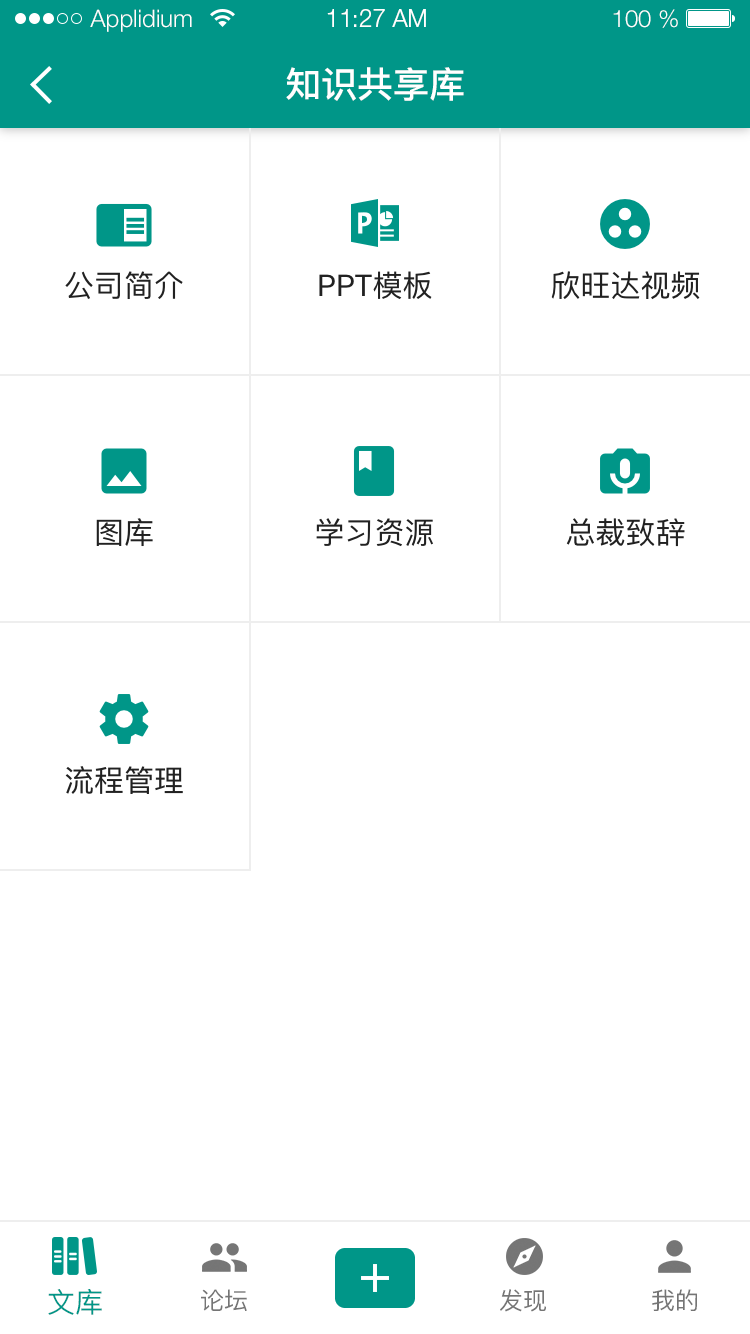 Applidium 11:27 AM 100 %
知识共享库
公司简介 PPT模板 欣旺达视频
图库 学习资源 总裁致辞
流程管理
文库 论坛 发现 我的